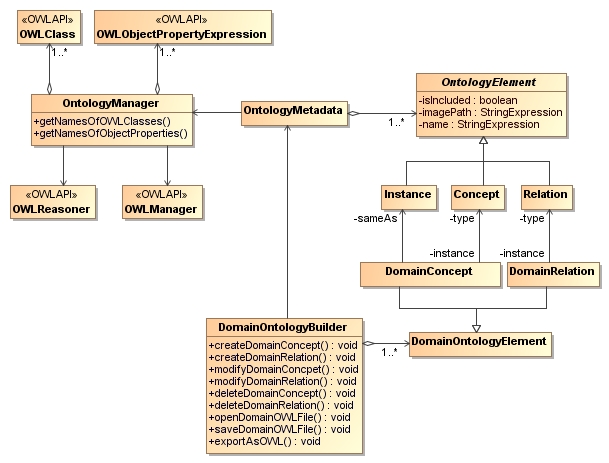 «OWLAPI»
OWLClass
1..*
«OWLAPI»
OWLObjectPropertyExpression
1..*
OntologyManager
+getNamesOfOWLClasses()
+getNamesOfObjectProperties()
OntologyMetadata
1..*
OntologyElement
-isIncluded : boolean
-imagePath : StringExpression
-name : StringExpression
«OWLAPI»
OWLReasoner
«OWLAPI»
OWLManager
Instance
Concept
Relation
-sameAs
-type
-type
-instance
-instance
DomainConcept
DomainRelation
DomainOntologyBuilder
+createDomainConcept() : void
+createDomainRelation() : void
+modifyDomainConcpet() : void
+modifyDomainRelation() : void
+deleteDomainConcept() : void
+deleteDomainRelation() : void
+openDomainOWLFile() : void
+saveDomainOWLFile() : void
+exportAsOWL() : void
1..*
DomainOntologyElement